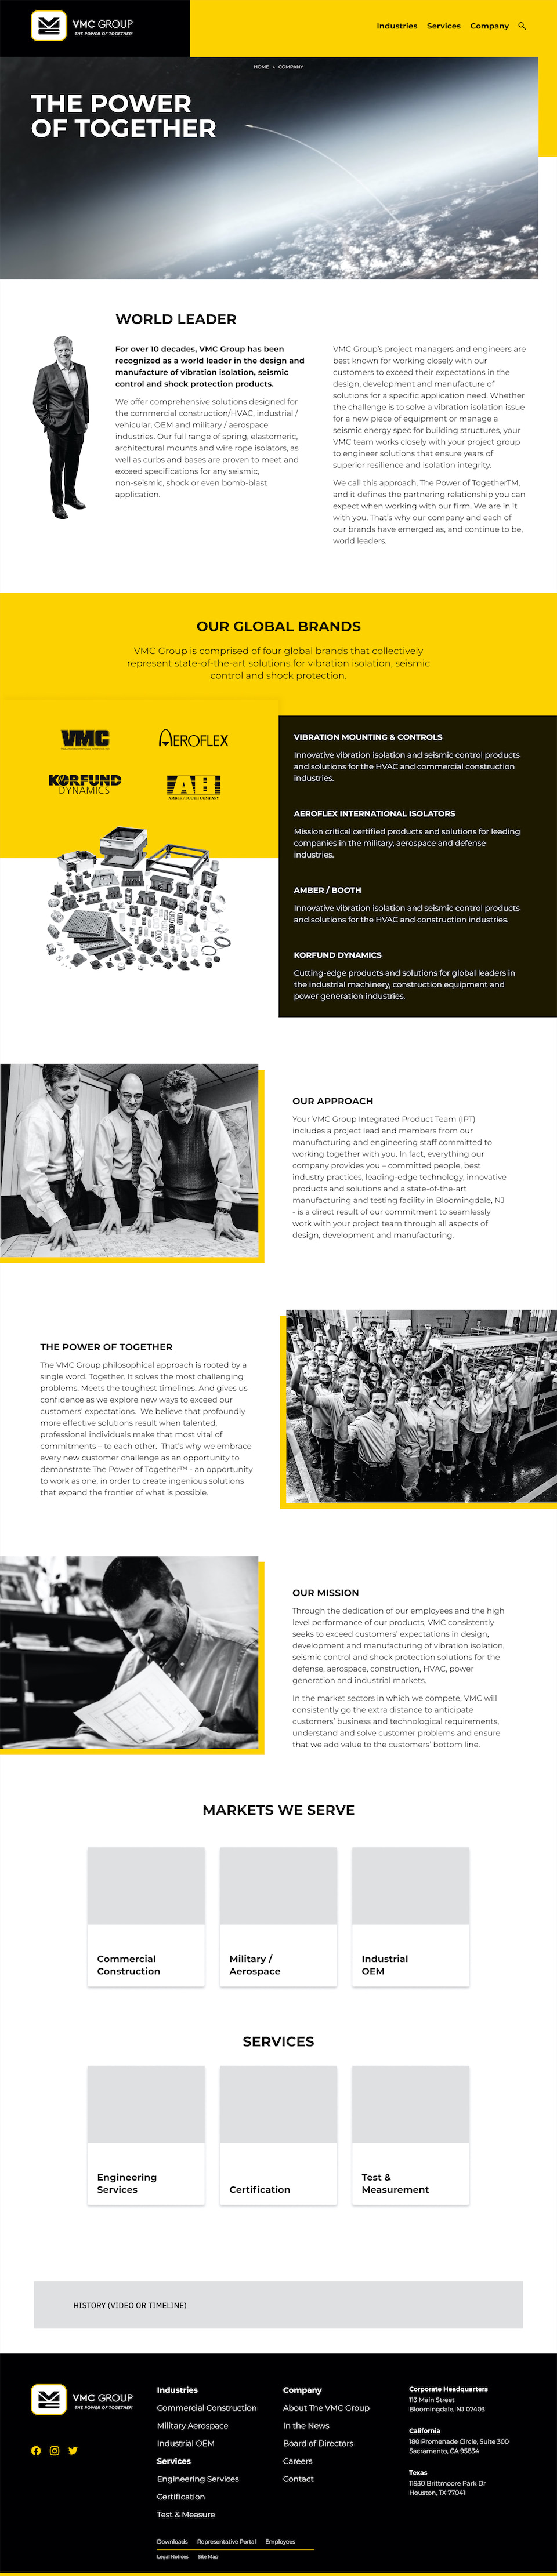 VMC GROUP
THE POWER OF TOGETHER
Industries Services Company
HOME » COMPANY
THE POWER
OF TOGETHER
WORLD LEADER
For over 10 decades, VMC Group has been
recognized as a world leader in the design and
manufacture of vibration isolation, seismic
control and shock protection products.
We offer comprehensive solutions designed for
the commercial construction/HVAC, industrial /
vehicular, OEM and military / aerospace
industries. Our full range of spring, elastomeric,
architectural mounts and wire rope isolators, as
well as curbs and bases are proven to meet and
exceed specifications for any seismic,
non-seismic, shock or even bomb-blast
application.
VMC Group's project managers and engineers are
best known for working closely with our
customers to exceed their expectations in the
design, development and manufacture of
solutions for a specific application need. Whether
the challenge is to solve a vibration isolation issue
for a new piece of equipment or manage a
seismic energy spec for building structures, your
VMC team works closely with your project group
to engineer solutions that ensure years of
superior resilience and isolation integrity.
We call this approach, The Power of TogetherTM,
and it defines the partnering relationship you can
expect when working with our firm. We are in it
with you. That's why our company and each of
our brands have emerged as, and continue to be,
world leaders.
OUR GLOBAL BRANDS
VMC Group is comprised of four global brands that collectively
represent state-of-the-art solutions for vibration isolation, seismic
control and shock protection.
VMC
AEROFLEX
KORFUND
DYNAMICS
AB
AMBER / BOOTH COMPANY
VIBRATION MOUNTING & CONTROLS
Innovative vibration isolation and seismic control products
and solutions for the HVAC and commercial construction
industries.
AEROFLEX INTERNATIONAL ISOLATORS
Mission critical certified products and solutions for leading
companies in the military, aerospace and defense
industries.
AMBER / BOOTH
Innovative vibration isolation and seismic control products
and solutions for the HVAC and construction industries.
KORFUND DYNAMICS
Cutting-edge products and solutions for global leaders in
the industrial machinery, construction equipment and
power generation industries.
OUR APPROACH
Your VMC Group Integrated Product Team (IPT)
includes a project lead and members from our
manufacturing and engineering staff committed to
working together with you. In fact, everything our
company provides you – committed people, best
industry practices, leading-edge technology, innovative
products and solutions and a state-of-the-art
manufacturing and testing facility in Bloomingdale, NJ
- is a direct result of our commitment to seamlessly
work with your project team through all aspects of
design, development and manufacturing.
THE POWER OF TOGETHER
The VMC Group philosophical approach is rooted by a
single word. Together. It solves the most challenging
problems. Meets the toughest timelines. And gives us
confidence as we explore new ways to exceed our
customers' expectations. We believe that profoundly
more effective solutions result when talented,
professional individuals make that most vital of
commitments – to each other. That's why we embrace
every new customer challenge as an opportunity to
demonstrate The Power of Together™ - an opportunity
to work as one, in order to create ingenious solutions
that expand the frontier of what is possible.
OUR MISSION
Through the dedication of our employees and the high
level performance of our products, VMC consistently
seeks to exceed customers' expectations in design,
development and manufacturing of vibration isolation,
seismic control and shock protection solutions for the
defense, aerospace, construction, HVAC, power
generation and industrial markets.
In the market sectors in which we compete, VMC will
consistently go the extra distance to anticipate
customers' business and technological requirements,
understand and solve customer problems and ensure
that we add value to the customers' bottom line.
MARKETS WE SERVE
Commercial
Construction
Military /
Aerospace
Industrial
OEM
SERVICES
Engineering
Services
Certification
Test &
Measurement
HISTORY (VIDEO OR TIMELINE)
VMC GROUP
THE POWER OF TOGETHER
Industries
Commercial Construction
Military Aerospace
Industrial OEM
Services
Engineering Services
Certification
Test & Measure
Company
About The VMC Group
In the News
Board of Directors
Careers
Contact
Corporate Headquarters
113 Main Street
Bloomingdale, NJ 07403
California
180 Promenade Circle, Suite 300
Sacramento, CA 95834
Texas
11930 Brittmoore Park Dr
Houston, TX 77041
Downloads Representative Portal Employees
Legal Notices Site Map